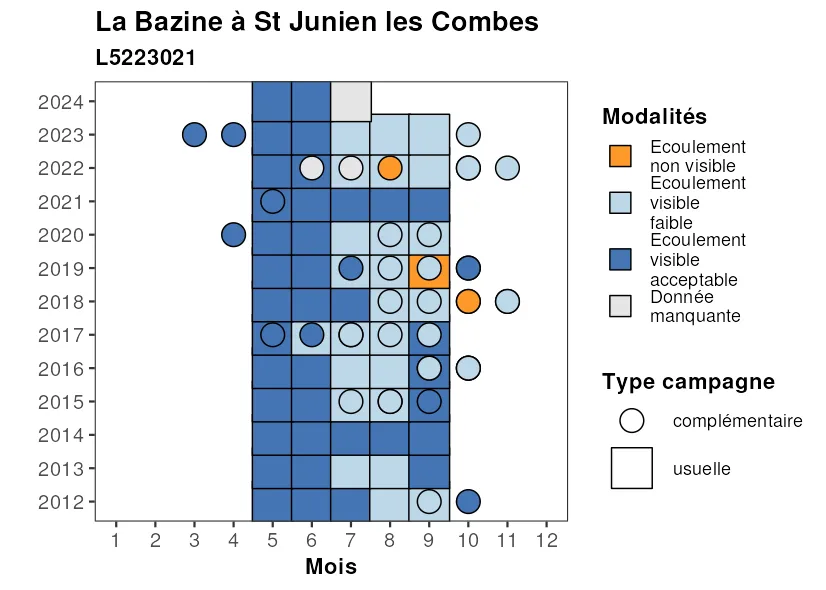 La Bazine à St Junien les Combes
L5223021
2024
2023
2022
2021
2020
2019
2018
2017
2016
2015
2014
2013
2012
1 2 3 4 5 6 7 8 9 10 11 12
Mois
Modalités
Ecoulement
non visible
Ecoulement
visible
faible
Ecoulement
visible
acceptable
Donnée
manquante
Type campagne
complémentaire
usuelle